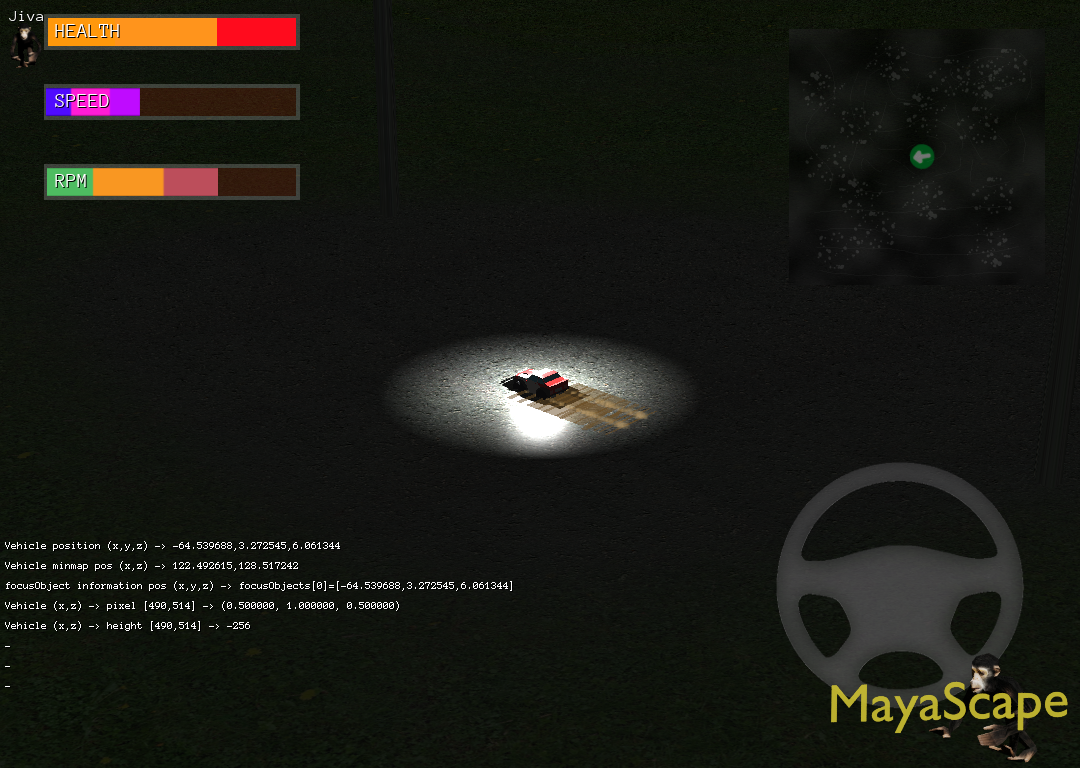 Jiva
HEALTH
SPEED
RPM
Vehicle position (x,y,z) -> -64.539688,3.272545,6.061344
Vehicle minmap pos (x,z) -> 122.492615,128.517242
focusObject information pos (x,y,z) -> focusObjects[0]=[-64.539688,3.272545,6.061344]
Vehicle (x,z) -> pixel [490,514] -> (0.500000, 1.000000, 0.500000)
Vehicle (x,z) -> height [490,514] -> -256
-
-
-
MayaScape